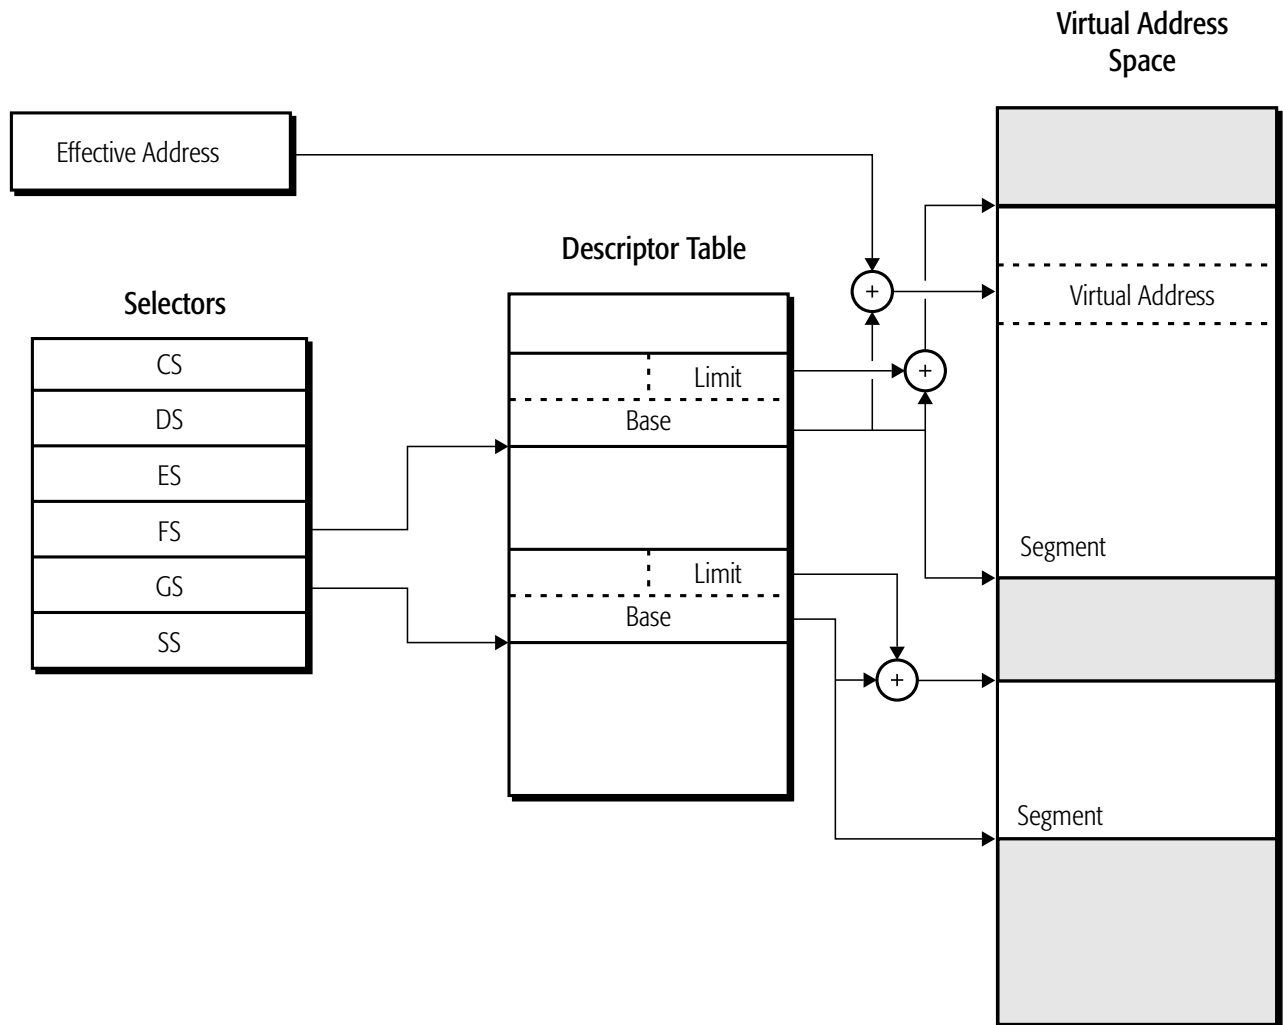 Virtual Address
Space
Effective Address
Descriptor Table
Selectors
+
Virtual Address
CS
Limit
+
DS
Base
ES
FS
Segment
GS
Limit
Base
SS
+
Segment